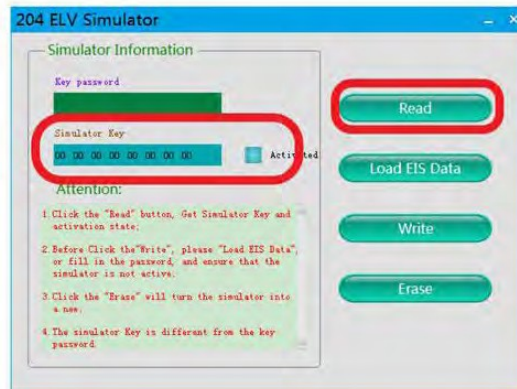 204 ELV Simulator
Simulator Information
Key password
Simulator Key
00 00 00 00 00 00 00 00
Activated
Attention:
1.Click the "Read" button, Get Simulator Key and
activation state;
2.Before Click the"Write", please "Load EIS Data",
or fill in the password, and ensure that the
simulator is not active;
3.Click the "Erase" will turn the simulator into
a new;
4.The simulator Key is different from the key
password
Read
Load EIS Data
Write
Erase